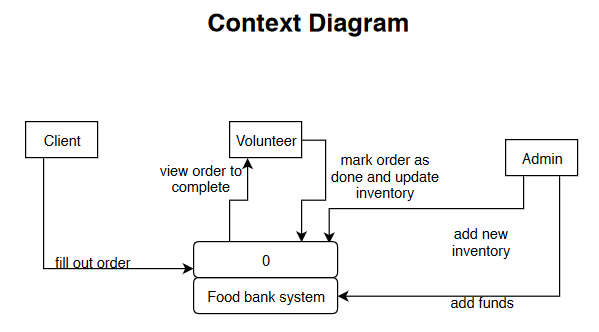 Context Diagram
Client
Volunteer
Admin
view order to
complete
mark order as
done and update
inventory
add new
inventory
fill out order
0
Food bank system
add funds